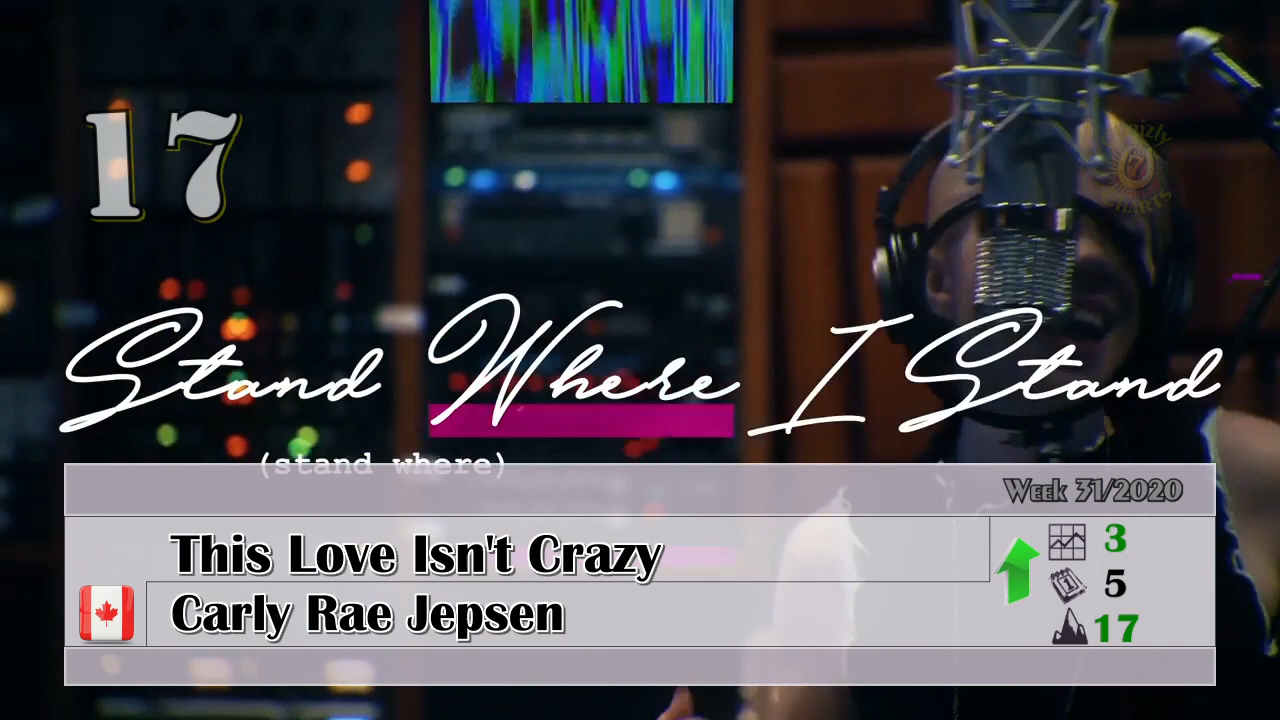 17
Stand Where I Stand
(stand where)
Week 31/2020
This Love Isn't Crazy
3
5
Carly Rae Jepsen
17
CHARTS